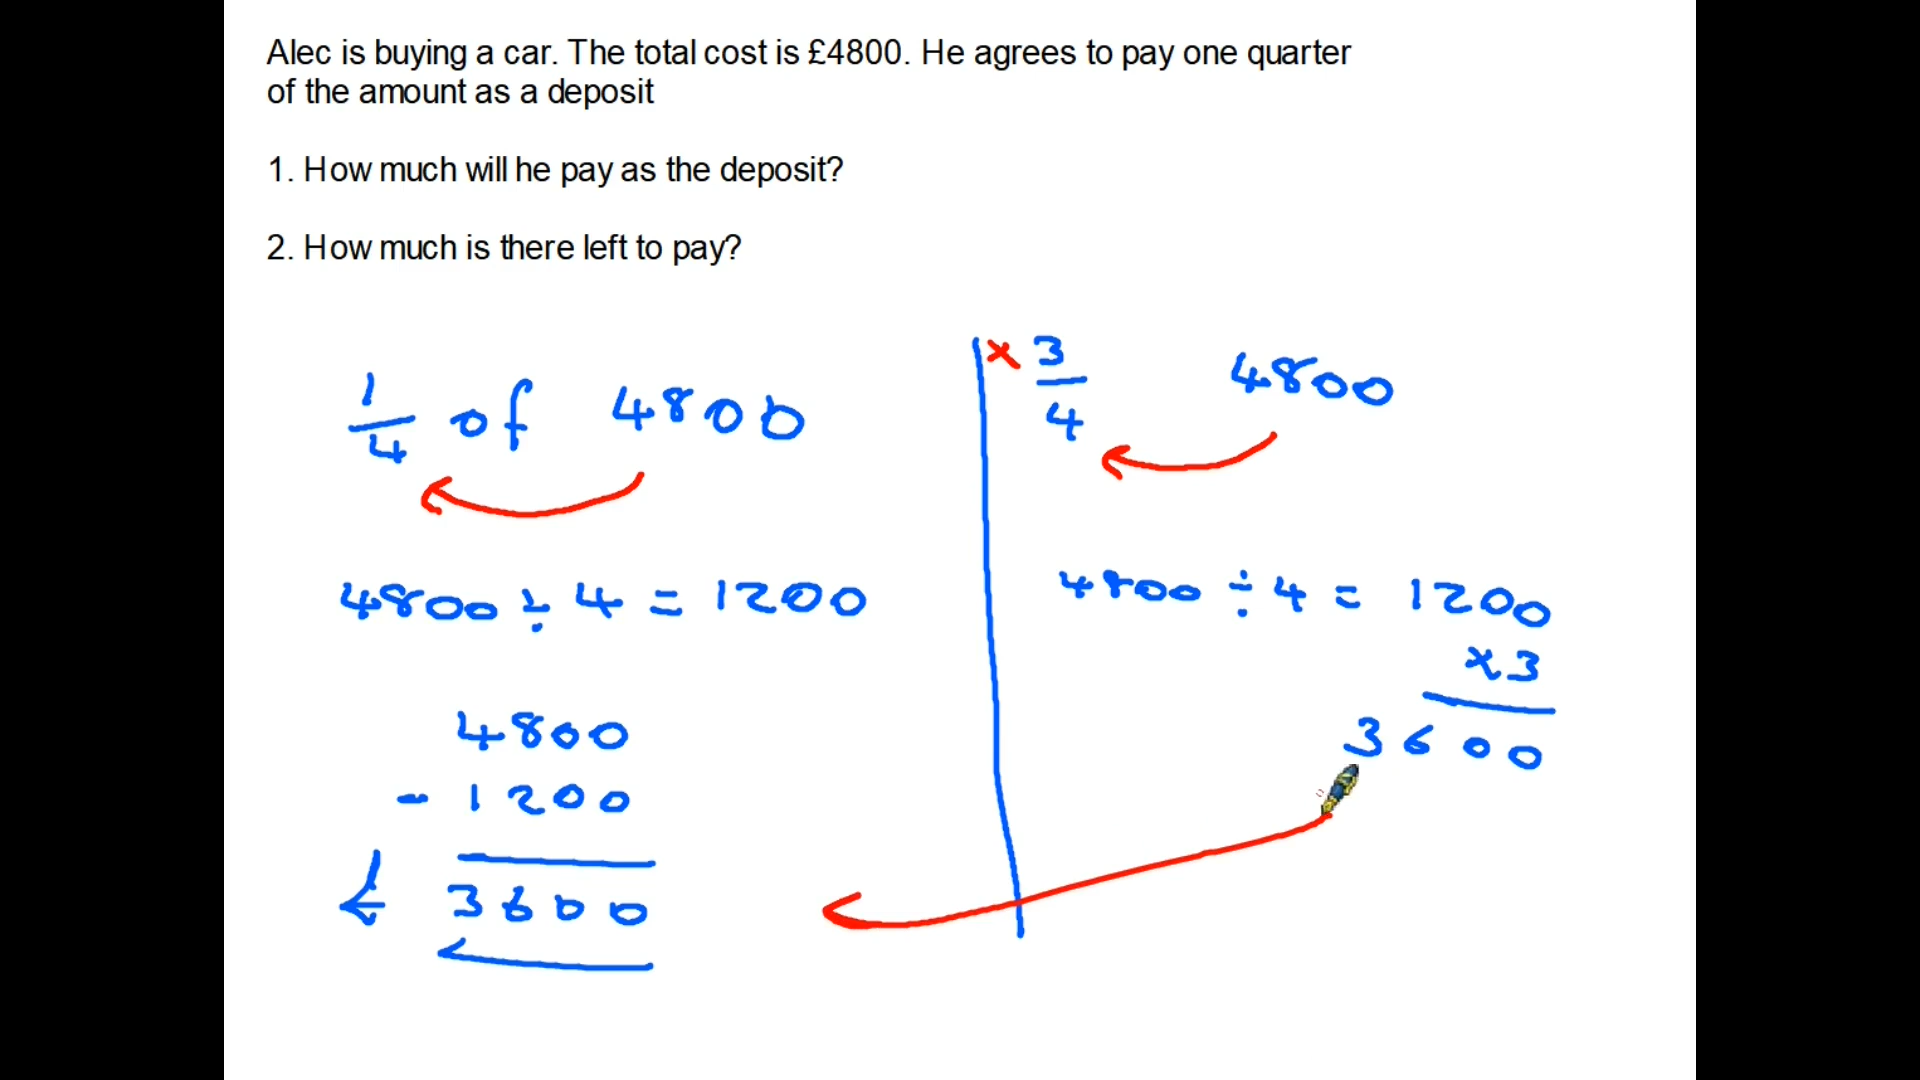 Alec is buying a car. The total cost is £4800. He agrees to pay one quarter
of the amount as a deposit
1. How much will he pay as the deposit?
2. How much is there left to pay?
1/4 of 4800
4800 ÷ 4 = 1200
4800
- 1200
£ 3600
× 3/4 4800
4800 ÷ 4 = 1200
×3
3600